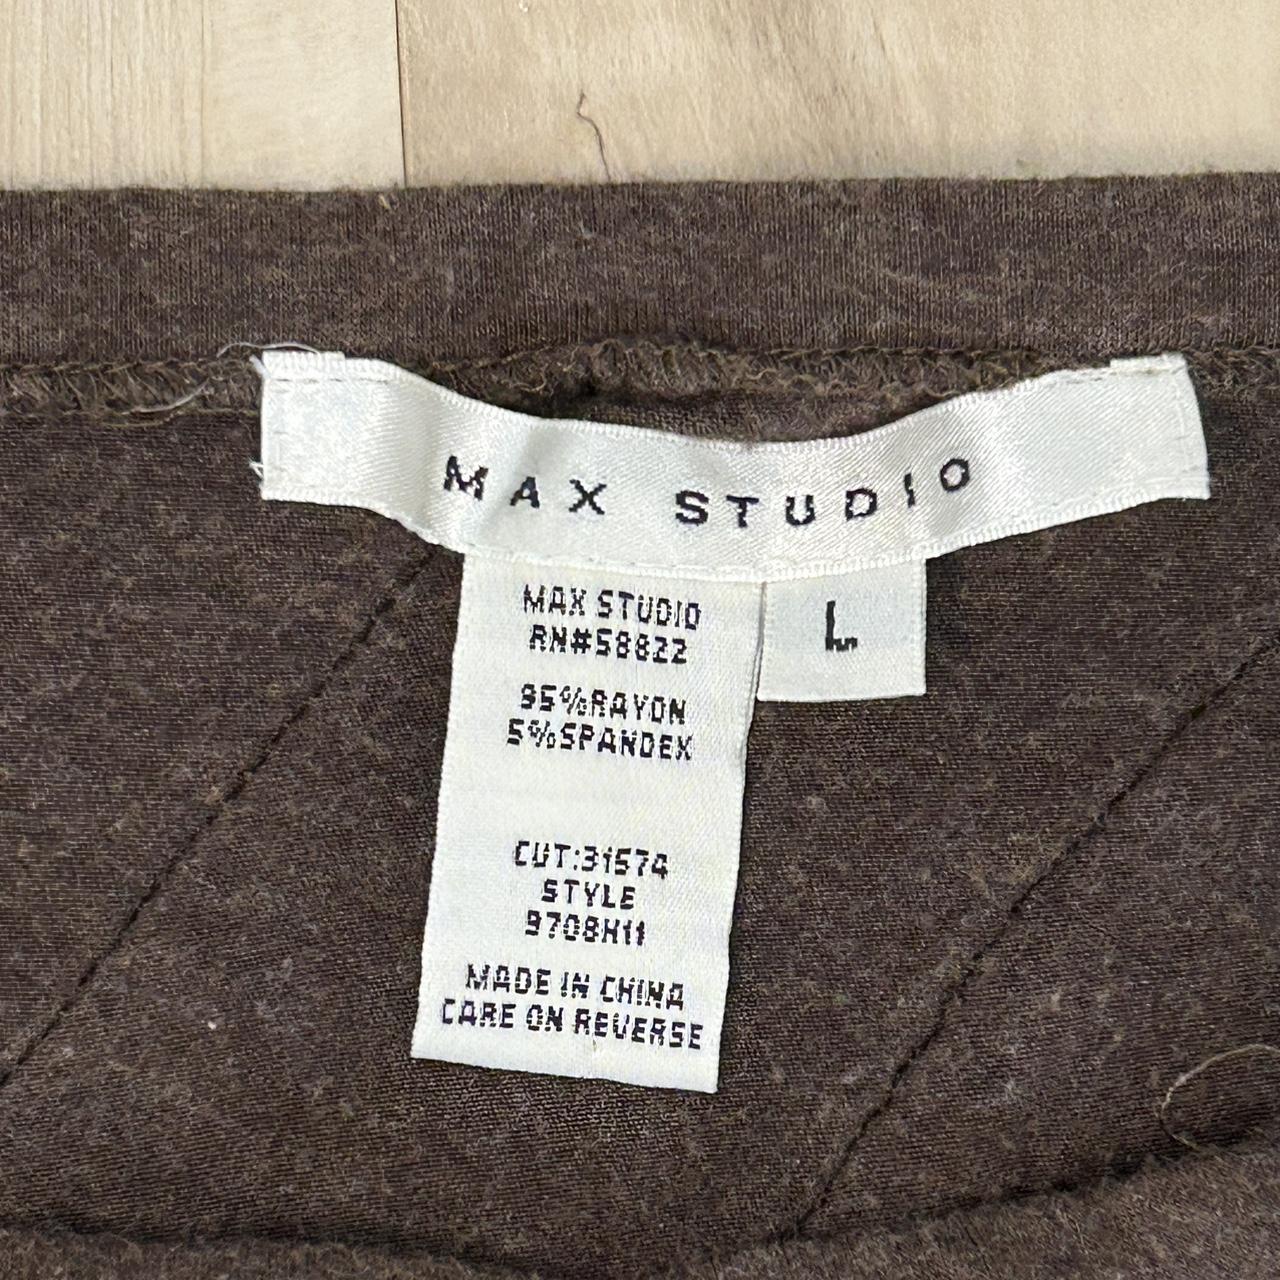 MAX STUDIO
MAX STUDIO
RN#58822
L
95%RAYON
5%SPANDEX
CUT:31574
STYLE
9708H11
MADE IN CHINA
CARE ON REVERSE